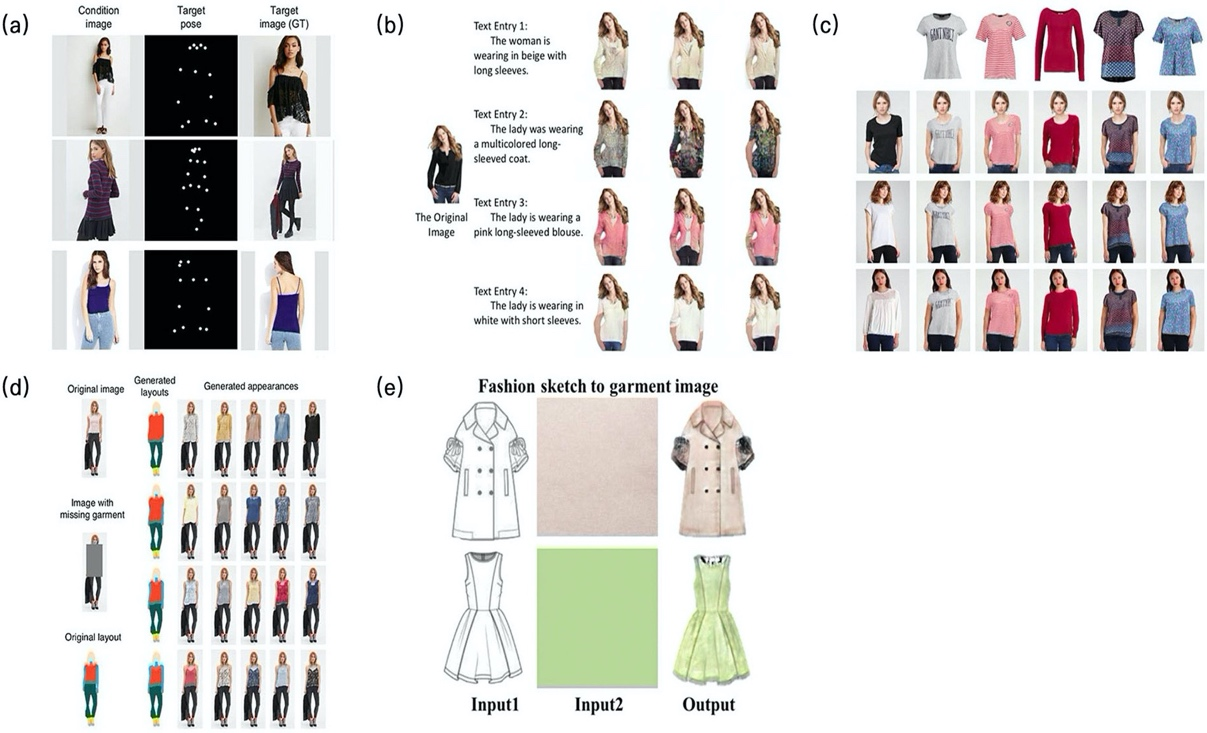 (a)
Condition
image
Target
pose
Target
image (GT)
(b)
Text Entry 1:
The woman is
wearing in beige with
long sleeves.
Text Entry 2:
The lady was wearing
a multicolored long-
sleeved coat.
The Original
Image
Text Entry 3:
The lady is wearing a
pink long-sleeved blouse.
Text Entry 4:
The lady is wearing in
white with short sleeves.
(c)
(d)
Original image
Generated
layouts
Generated appearances
Image with
missing garment
Original layout
(e)
Fashion sketch to garment image
Input1
Input2
Output